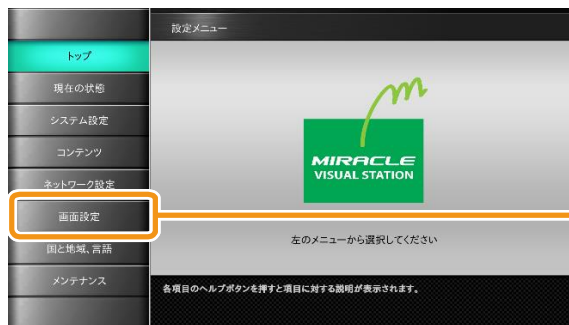 設定メニュー
トップ
現在の状態
システム設定
コンテンツ
ネットワーク設定
画面設定
国と地域、言語
メンテナンス
MIRACLE
VISUAL STATION
左のメニューから選択してください
各項目のヘルプボタンを押すと項目に対する説明が表示されます。